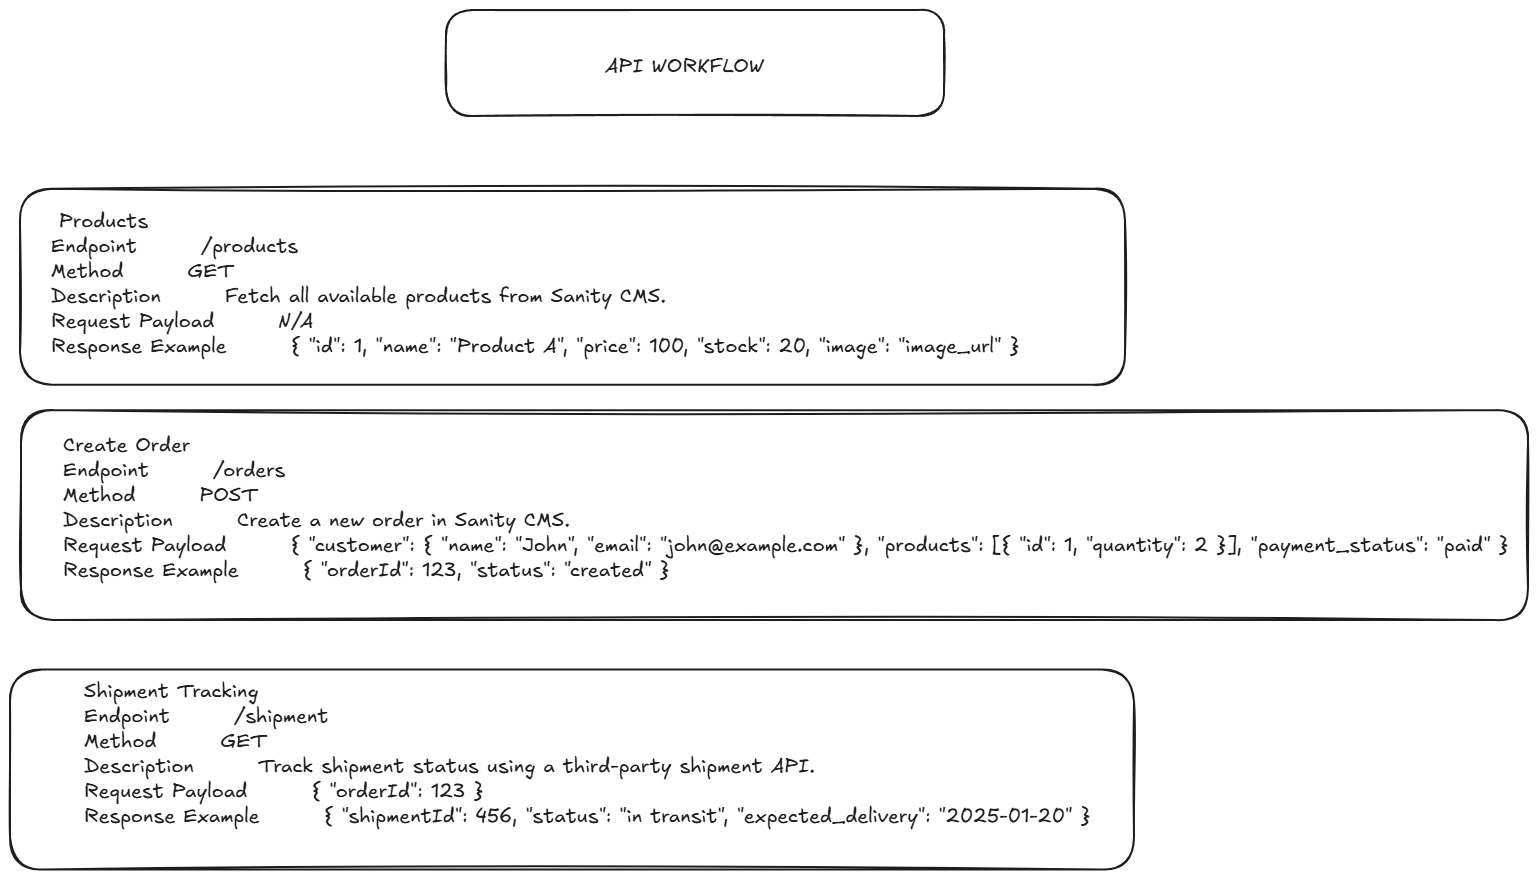 API WORKFLOW
Products
Endpoint /products
Method GET
Description Fetch all available products from Sanity CMS.
Request Payload N/A
Response Example { "id": 1, "name": "Product A", "price": 100, "stock": 20, "image": "image_url" }
Create Order
Endpoint /orders
Method POST
Description Create a new order in Sanity CMS.
Request Payload { "customer": { "name": "John", "email": "john@example.com" }, "products": [{ "id": 1, "quantity": 2 }], "payment_status": "paid" }
Response Example { "orderId": 123, "status": "created" }
Shipment Tracking
Endpoint /shipment
Method GET
Description Track shipment status using a third-party shipment API.
Request Payload { "orderId": 123 }
Response Example { "shipmentId": 456, "status": "in transit", "expected_delivery": "2025-01-20" }